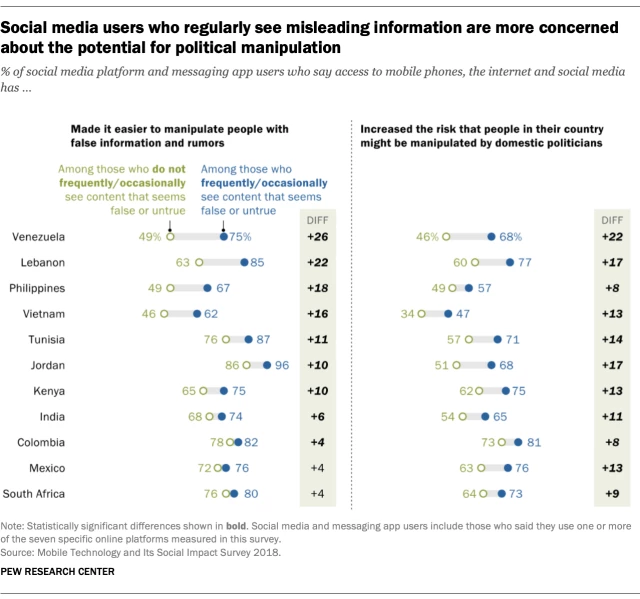 Social media users who regularly see misleading information are more concerned
about the potential for political manipulation
% of social media platform and messaging app users who say access to mobile phones, the internet and social media
has ...
Made it easier to manipulate people with
false information and rumors
Increased the risk that people in their country
might be manipulated by domestic politicians
Among those who do not
frequently/occasionally
see content that seems
false or untrue
Among those who
frequently/occasionally
see content that seems
false or untrue
DIFF
DIFF
Venezuela 49% 75% +26 46% 68% +22
Lebanon 63 85 +22 60 77 +17
Philippines 49 67 +18 49 57 +8
Vietnam 46 62 +16 34 47 +13
Tunisia 76 87 +11 57 71 +14
Jordan 86 96 +10 51 68 +17
Kenya 65 75 +10 62 75 +13
India 68 74 +6 54 65 +11
Colombia 78 82 +4 73 81 +8
Mexico 72 76 +4 63 76 +13
South Africa 76 80 +4 64 73 +9
Note: Statistically significant differences shown in bold. Social media and messaging app users include those who said they use one or more
of the seven specific online platforms measured in this survey.
Source: Mobile Technology and Its Social Impact Survey 2018.
PEW RESEARCH CENTER